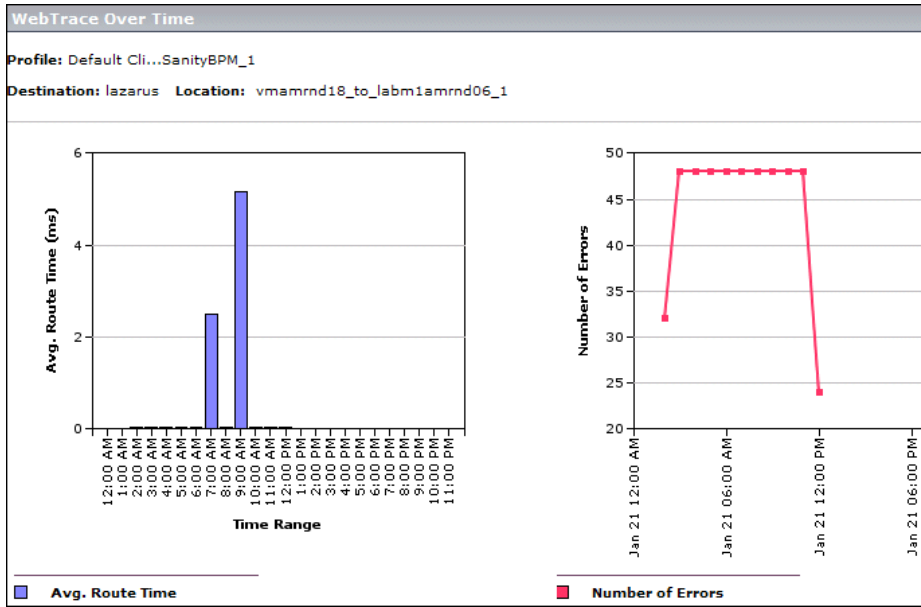 WebTrace Over Time
Profile: Default Cli...SanityBPM_1
Destination: lazarus Location: vmamrnd18_to_labm1amrnd06_1
6
4
2
0
Avg. Route Time (ms)
12:00 AM
1:00 AM
2:00 AM
3:00 AM
4:00 AM
5:00 AM
6:00 AM
7:00 AM
8:00 AM
9:00 AM
10:00 AM
11:00 AM
12:00 PM
1:00 PM
2:00 PM
3:00 PM
4:00 PM
5:00 PM
6:00 PM
7:00 PM
8:00 PM
9:00 PM
10:00 PM
11:00 PM
Time Range
Avg. Route Time
50
45
40
35
30
25
20
Number of Errors
Jan 21 12:00 AM
Jan 21 06:00 AM
Jan 21 12:00 PM
Jan 21 06:00 PM
Number of Errors